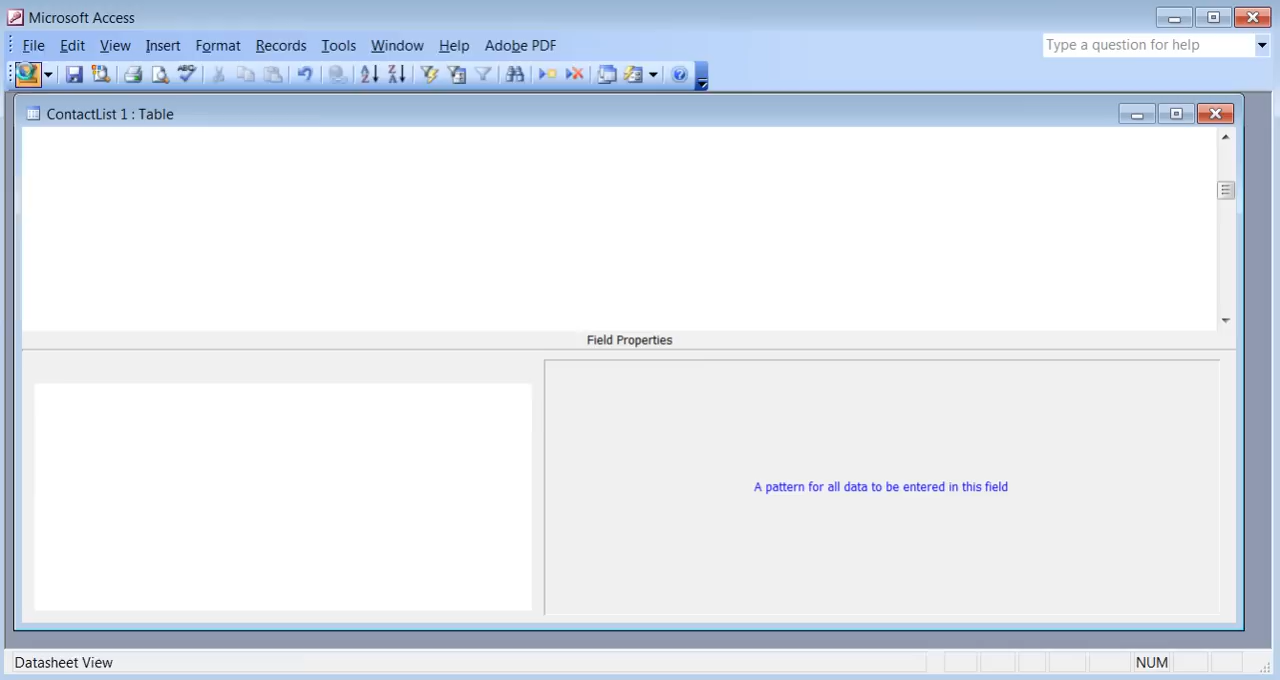 Microsoft Access
File Edit View Insert Format Records Tools Window Help Adobe PDF Type a question for help
ContactList 1 : Table
Field Properties
A pattern for all data to be entered in this field
Datasheet View NUM